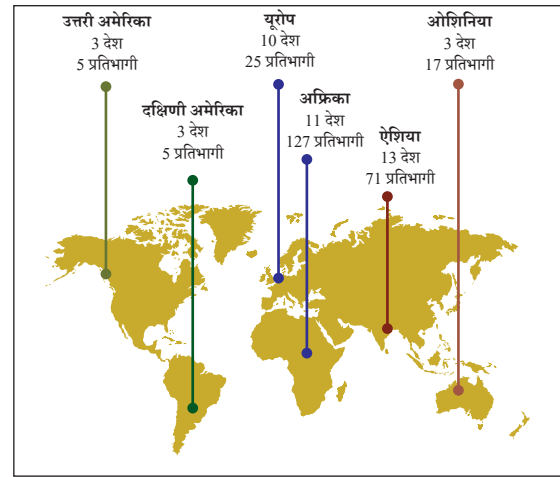 उत्तरी अमेरिका
3 देश
5 प्रतिभागी
दक्षिणी अमेरिका
3 देश
5 प्रतिभागी
यूरोप
10 देश
25 प्रतिभागी
अफ्रिका
11 देश
127 प्रतिभागी
ऐशिया
13 देश
71 प्रतिभागी
ओशिनिया
3 देश
17 प्रतिभागी